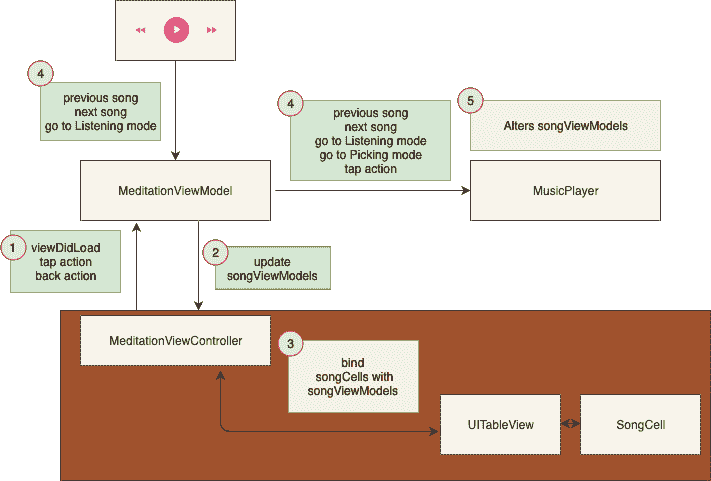 4
previous song
next song
go to Listening mode
4
previous song
next song
go to Listening mode
go to Picking mode
tap action
5
Alters songViewModels
MeditationViewModel
MusicPlayer
1
viewDidLoad
tap action
back action
2
update
songViewModels
MeditationViewController
3
bind
songCells with
songViewModels
UITableView
SongCell